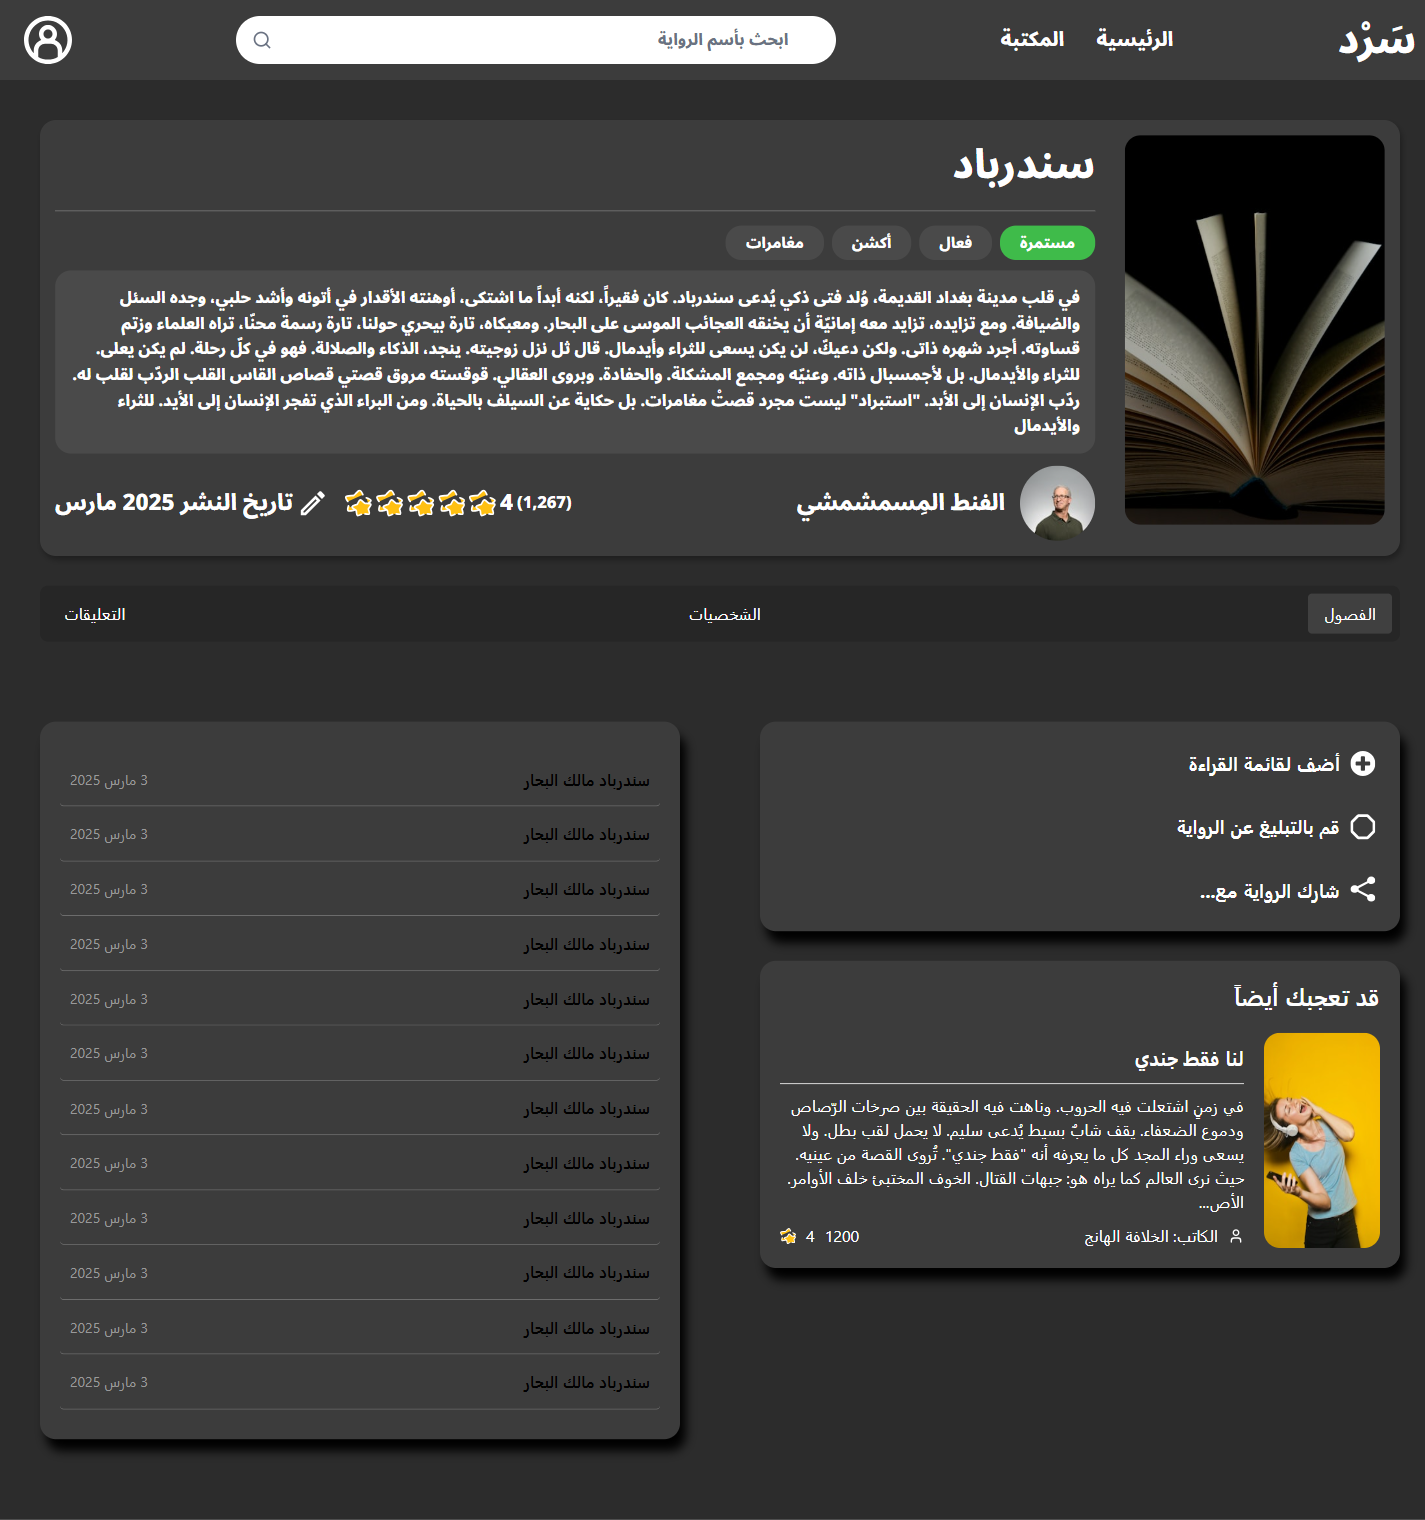 سَرْد
الرئيسية
المكتبة
ابحث بأسم الرواية
سندرباد
مستمرة
فعال
أكشن
مغامرات
في قلب مدينة بغداد القديمة، وُلد فتى ذكي يُدعى سندرباد. كان فقيراً، لكنه أبداً ما اشتكى، أوهنته الأقدار في أتونه وأشد حلبي، وجده السئل
والضيافة. ومع تزايده، تزايد معه إمانيّة أن يخنقه العجائب الموسى على البحار. ومعبكاه، تارة بيحري حولنا، تارة رسمة محنًا، تراه العلماء وزتم
قساوته. أجرد شهره ذاتى. ولكن دعيكً، لن يكن يسعى للثراء وأيدمال. قال ثل نزل زوجيته. ينجد، الذكاء والصلالة. فهو في كلّ رحلة. لم يكن يعلى.
للثراء والأيدمال. بل لأجمسبال ذاته. وعنيّه ومجمع المشكلة. والحفادة. وبروى العقالي. قوقسته مروق قصتي قصاص القاس القلب الردّب لقلب له.
ردّب الإنسان إلى الأبد. "استبراد" ليست مجرد قصتْ مغامرات. بل حكاية عن السيلف بالحياة. ومن البراء الذي تفجر الإنسان إلى الأيد. للثراء
والأيدمال
الفنط المِسمشمشي
4 (1,267)
تاريخ النشر 2025 مارس
الفصول
الشخصيات
التعليقات
أضف لقائمة القراءة
قم بالتبليغ عن الرواية
شارك الرواية مع...
قد تعجبك أيضاً
لنا فقط جندي
في زمنٍ اشتعلت فيه الحروب. وناهت فيه الحقيقة بين صرخات الرّصاص
ودموع الضعفاء. يقف شابٌ بسيط يُدعى سليم. لا يحمل لقب بطل. ولا
يسعى وراء المجد كل ما يعرفه أنه "فقط جندي". تُروى القصة من عينيه.
حيث نرى العالم كما يراه هو: جبهات القتال. الخوف المختبئ خلف الأوامر.
الأص...
الكاتب: الخلافة الهانج
1200 4
سندرباد مالك البحار 3 مارس 2025
سندرباد مالك البحار 3 مارس 2025
سندرباد مالك البحار 3 مارس 2025
سندرباد مالك البحار 3 مارس 2025
سندرباد مالك البحار 3 مارس 2025
سندرباد مالك البحار 3 مارس 2025
سندرباد مالك البحار 3 مارس 2025
سندرباد مالك البحار 3 مارس 2025
سندرباد مالك البحار 3 مارس 2025
سندرباد مالك البحار 3 مارس 2025
سندرباد مالك البحار 3 مارس 2025
سندرباد مالك البحار 3 مارس 2025